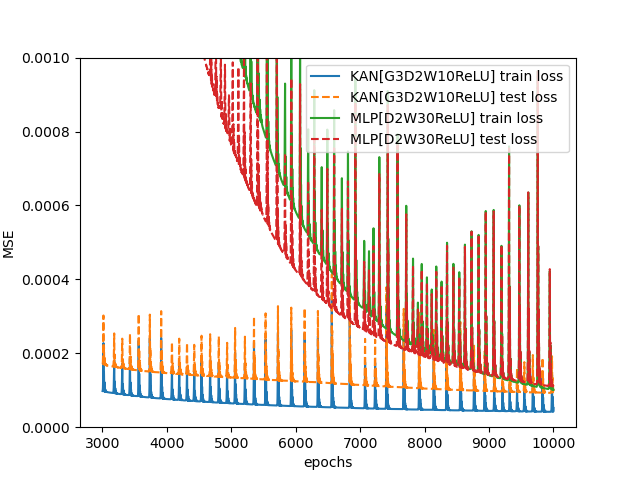 0.0010
0.0008
0.0006
0.0004
0.0002
0.0000
MSE
3000 4000 5000 6000 7000 8000 9000 10000
epochs
KAN[G3D2W10ReLU] train loss
KAN[G3D2W10ReLU] test loss
MLP[D2W30ReLU] train loss
MLP[D2W30ReLU] test loss